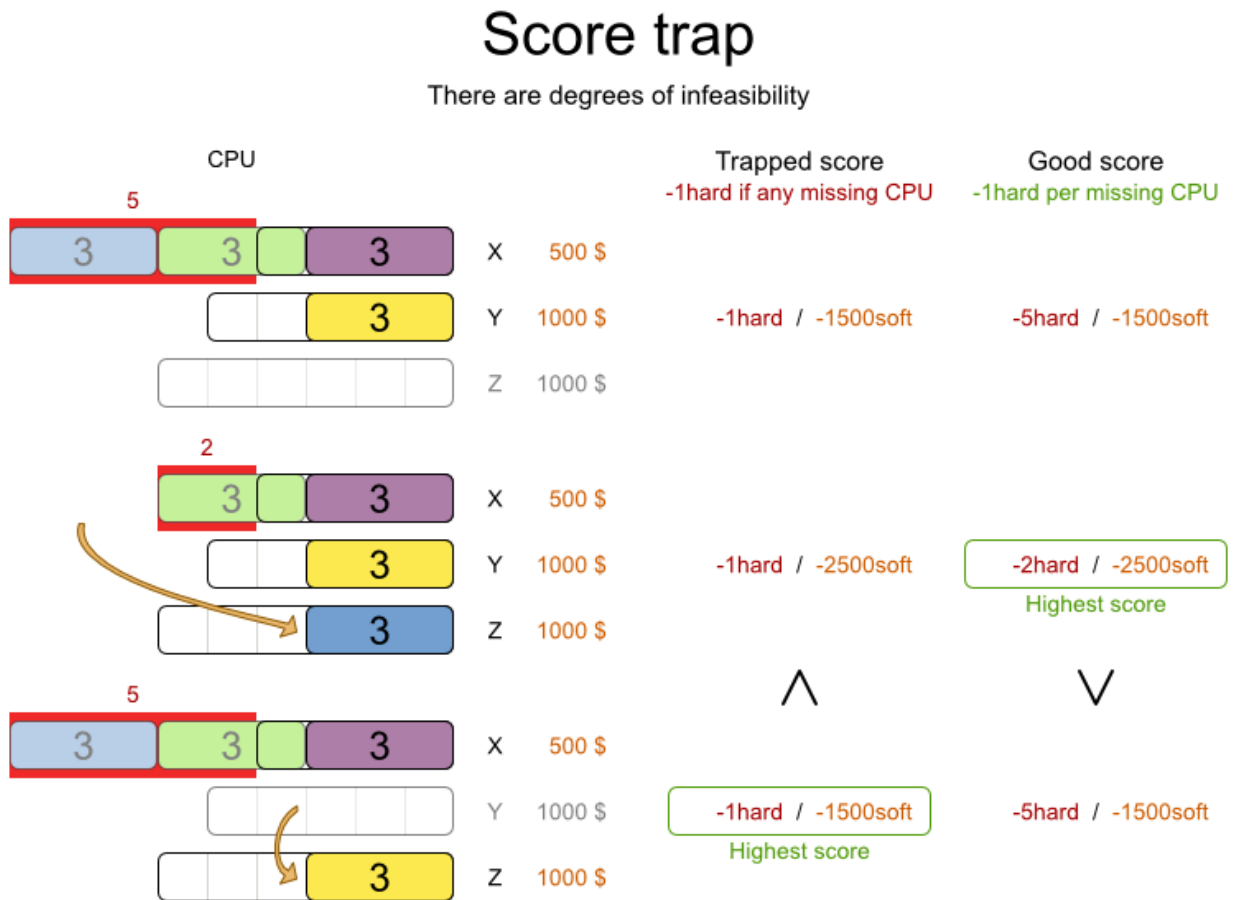 Score trap
There are degrees of infeasibility
CPU Trapped score Good score
-1hard if any missing CPU -1hard per missing CPU
5
3 3 3 X 500 $
3 Y 1000 $ -1hard / -1500soft -5hard / -1500soft
Z 1000 $
2
3 3 X 500 $
3 Y 1000 $ -1hard / -2500soft -2hard / -2500soft
Highest score
3 Z 1000 $
5
3 3 3 X 500 $
Y 1000 $ -1hard / -1500soft -5hard / -1500soft
Highest score
3 Z 1000 $